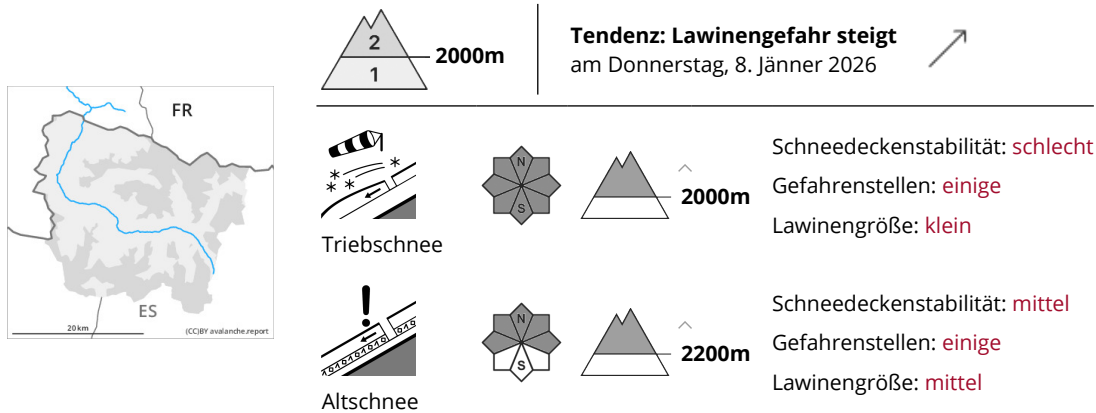 2
1
2000m
Tendenz: Lawinengefahr steigt
am Donnerstag, 8. Jänner 2026
FR
ES
20 km
(CC)BY avalanche.report
N
S
2000m
Schneedeckenstabilität: schlecht
Gefahrenstellen: einige
Lawinengröße: klein
Triebschnee
N
S
2200m
Schneedeckenstabilität: mittel
Gefahrenstellen: einige
Lawinengröße: mittel
Altschnee